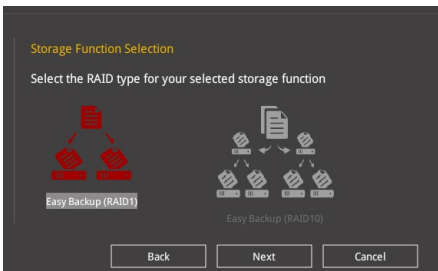 Storage Function Selection
Select the RAID type for your selected storage function
Easy Backup (RAID1)
Easy Backup (RAID10)
Back
Next
Cancel